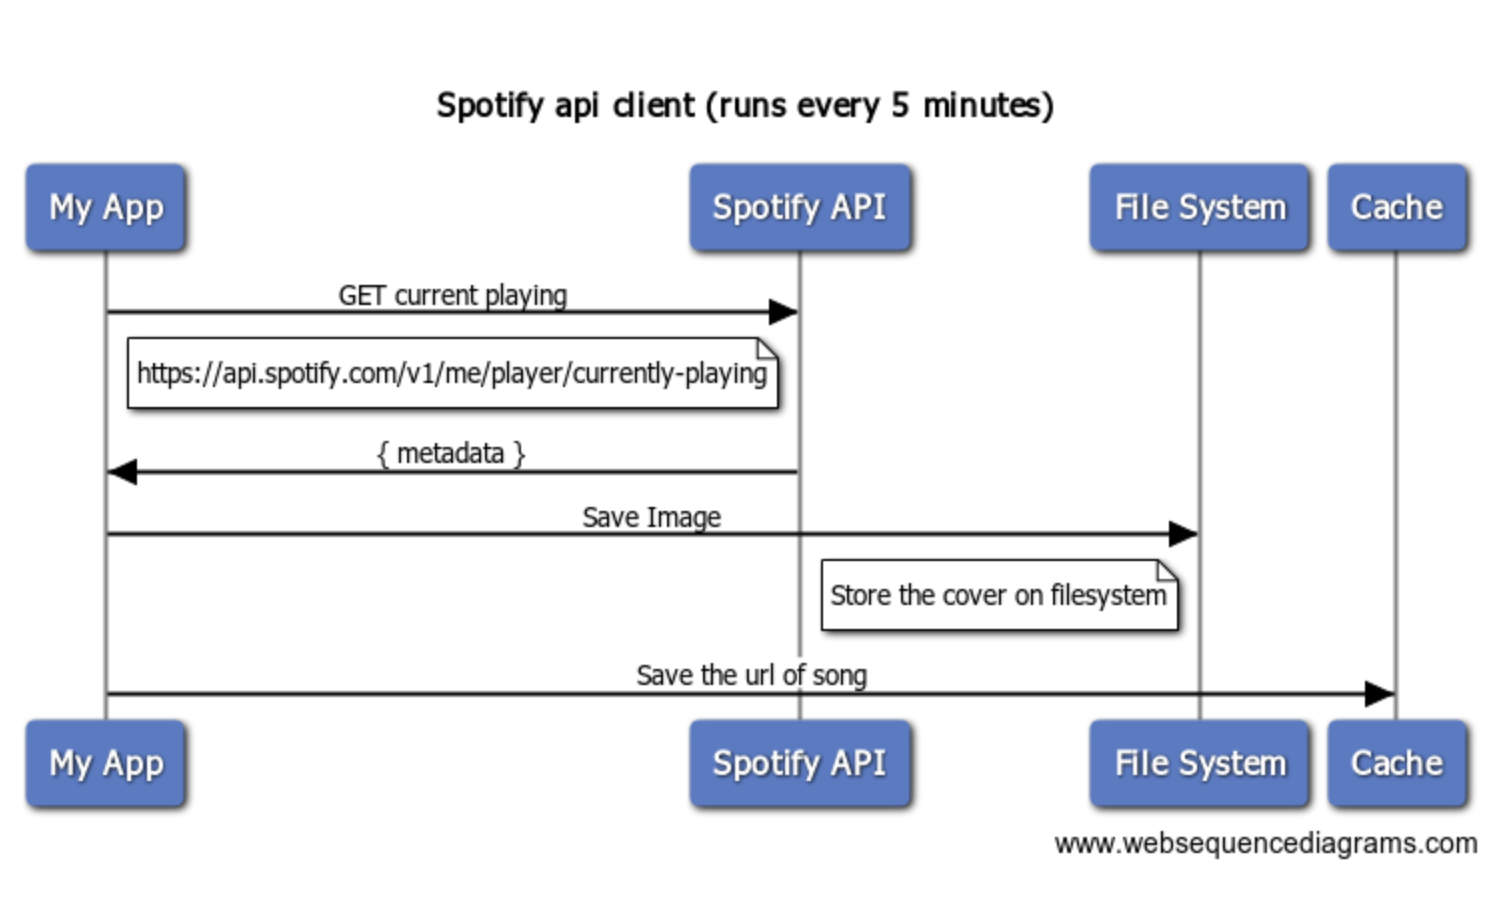 Spotify api client (runs every 5 minutes)
My App
Spotify API
File System
Cache
GET current playing
https://api.spotify.com/v1/me/player/currently-playing
{ metadata }
Save Image
Store the cover on filesystem
Save the url of song
My App
Spotify API
File System
Cache
www.websequencediagrams.com